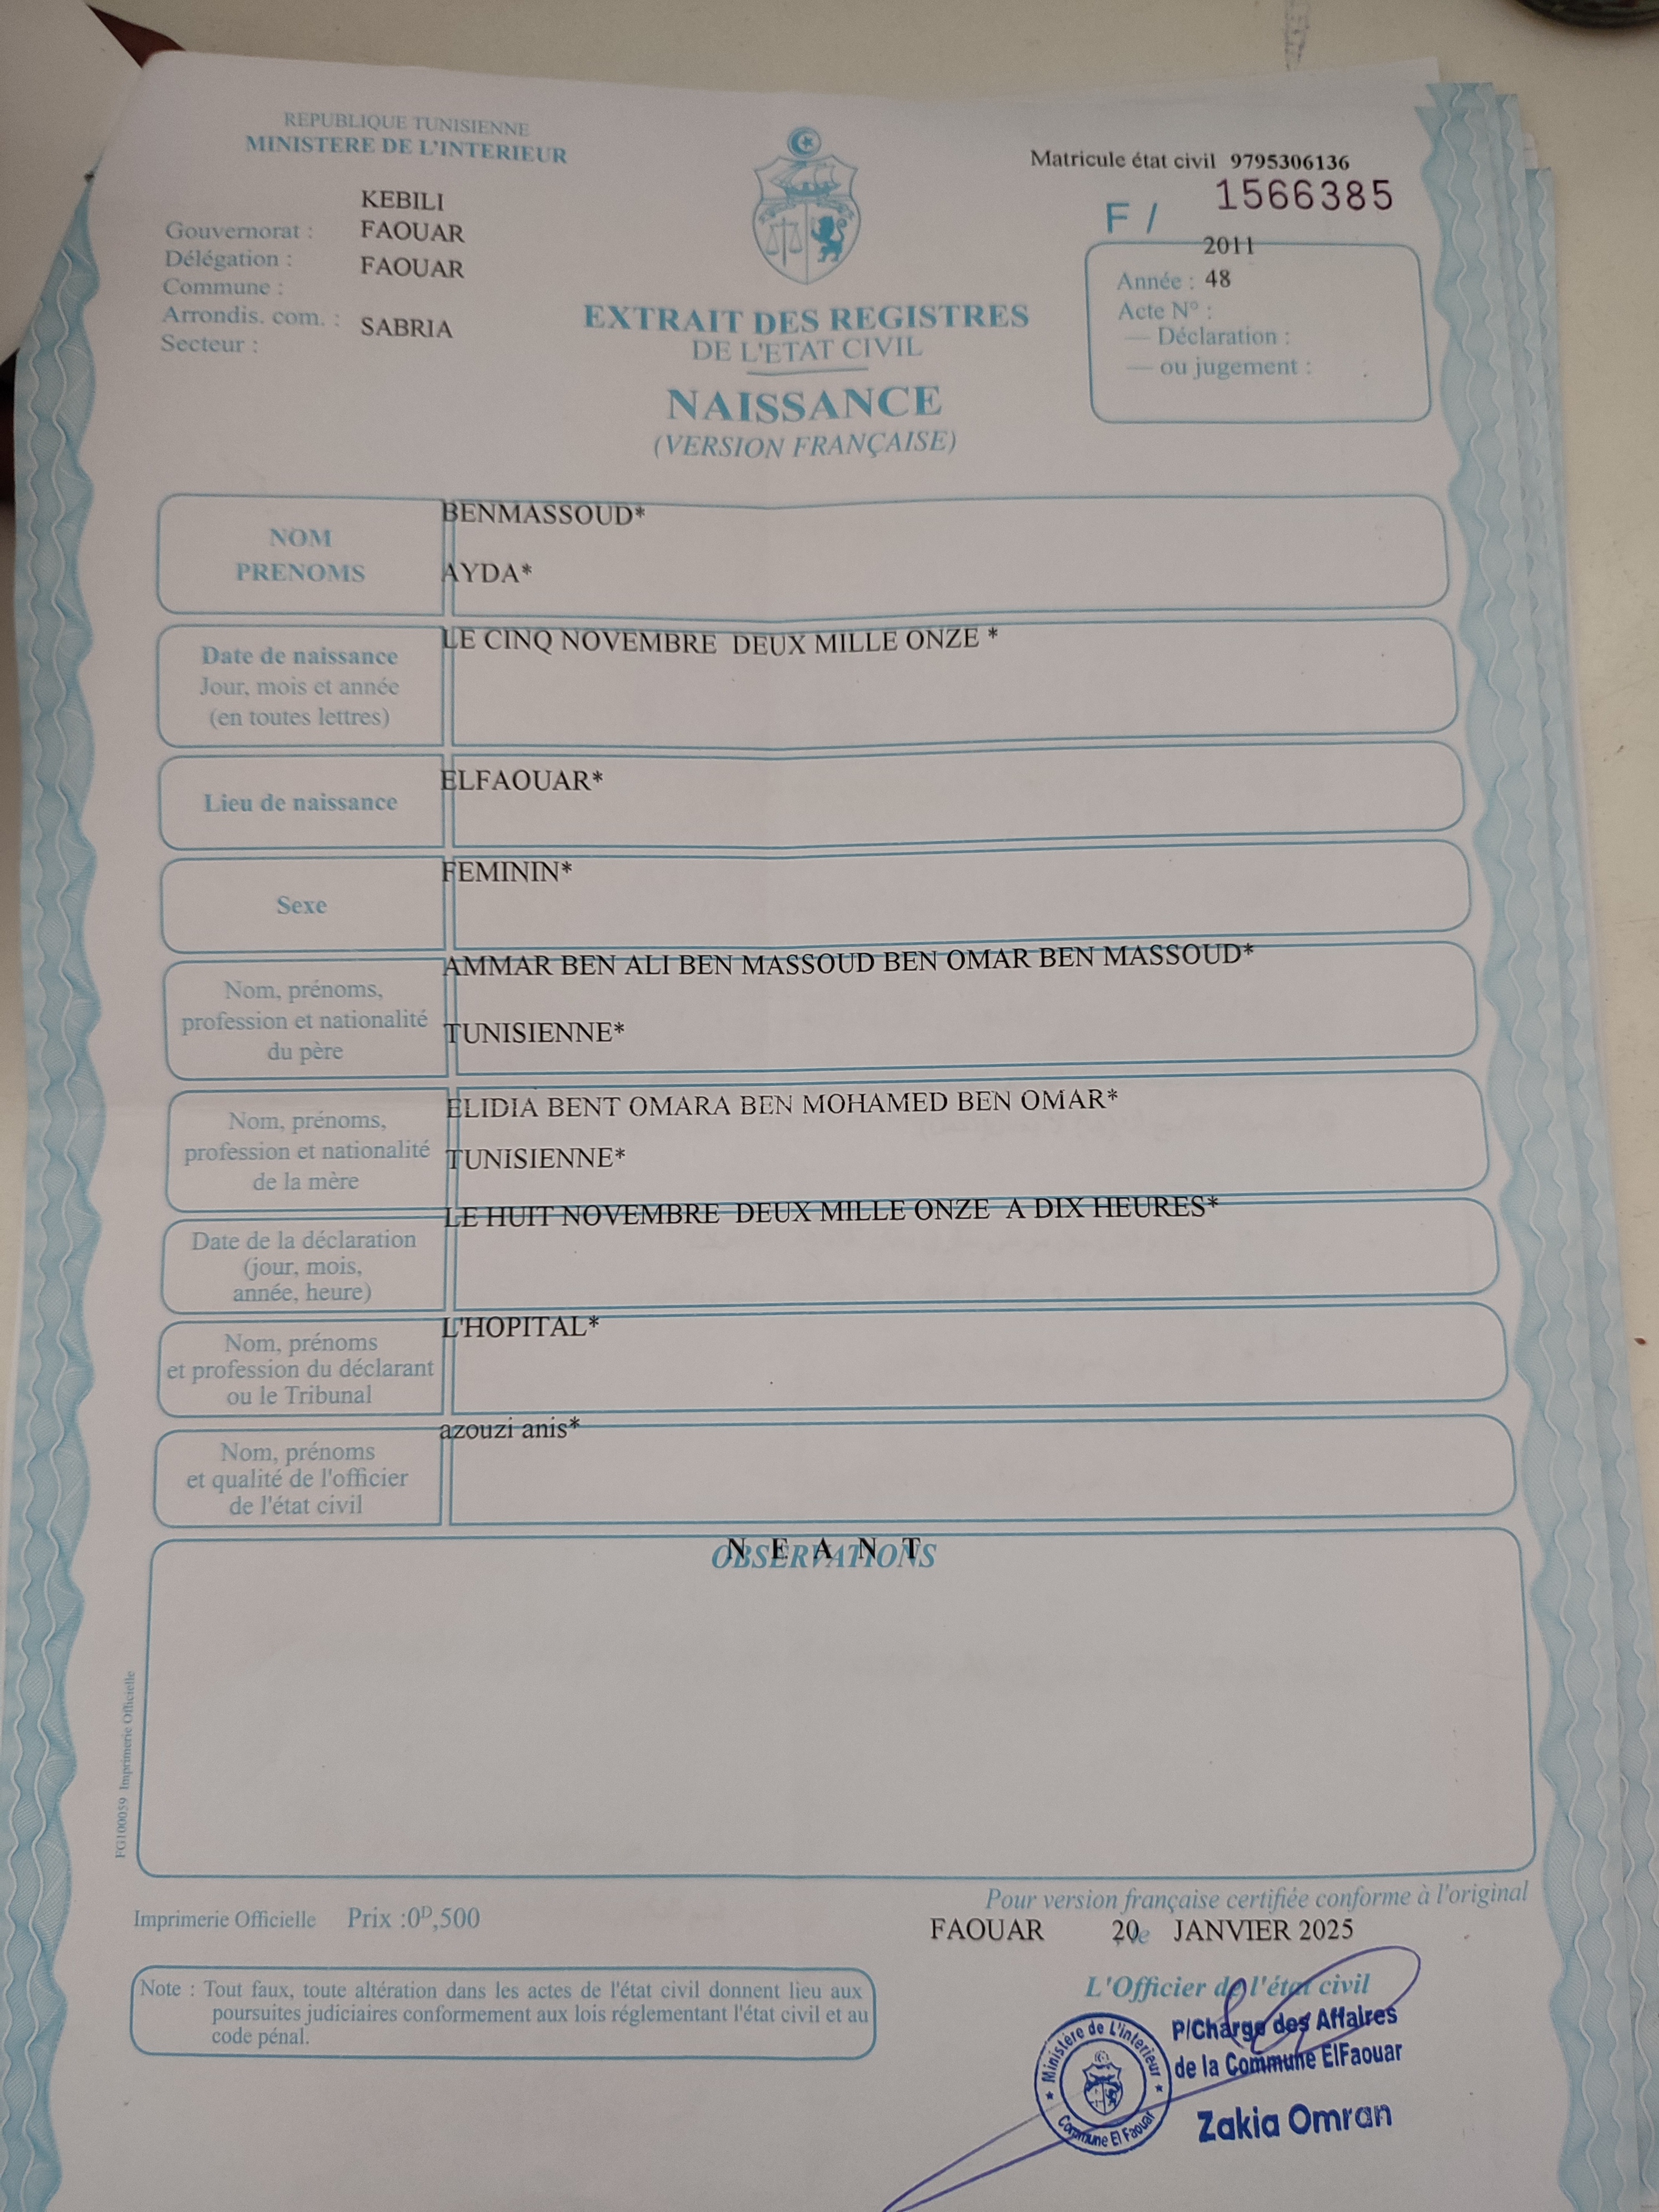 REPUBLIQUE TUNISIENNE
MINISTERE DE L'INTERIEUR
Matricule état civil 9795306136
F / 1566385
KEBILI
Gouvernorat : FAOUAR
Délégation : FAOUAR
Commune :
Arrondis. com. : SABRIA
Secteur :
2011
Année : 48
Acte N° :
— Déclaration :
— ou jugement :
EXTRAIT DES REGISTRES
DE L'ETAT CIVIL
NAISSANCE
(VERSION FRANÇAISE)
NOM BENMASSOUD*
PRENOMS AYDA*
Date de naissance
Jour, mois et année
(en toutes lettres)
LE CINQ NOVEMBRE DEUX MILLE ONZE *
Lieu de naissance
ELFAOUAR*
Sexe
FEMININ*
Nom, prénoms,
profession et nationalité
du père
AMMAR BEN ALI BEN MASSOUD BEN OMAR BEN MASSOUD*
TUNISIENNE*
Nom, prénoms,
profession et nationalité
de la mère
ELIDIA BENT OMARA BEN MOHAMED BEN OMAR*
TUNISIENNE*
Date de la déclaration
(jour, mois,
année, heure)
LE HUIT NOVEMBRE DEUX MILLE ONZE A DIX HEURES*
Nom, prénoms
et profession du déclarant
ou le Tribunal
L'HOPITAL*
Nom, prénoms
et qualité de l'officier
de l'état civil
azouzi anis*
OBSERVATIONS
N E A N T
FG100059 Imprimerie Officielle
Imprimerie Officielle Prix :0ᴰ,500
Pour version française certifiée conforme à l'original
FAOUAR 20 le JANVIER 2025
Note : Tout faux, toute altération dans les actes de l'état civil donnent lieu aux
poursuites judiciaires conformement aux lois réglementant l'état civil et au
code pénal.
L'Officier de l'état civil
P/Charge des Affaires
de la Commune ElFaouar
Zakia Omran
Ministère de L'interieur
Commune El Faouar